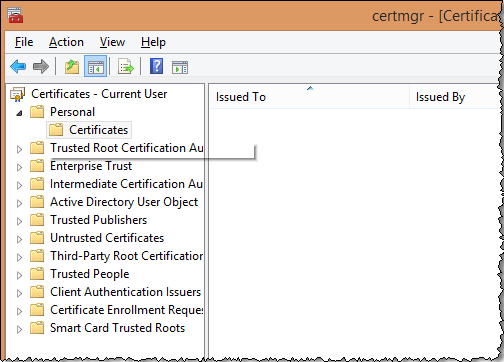 certmgr - [Certifica
File Action View Help
Certificates - Current User
Issued To Issued By
Personal
Certificates
Trusted Root Certification Au
Enterprise Trust
Intermediate Certification Au
Active Directory User Object
Trusted Publishers
Untrusted Certificates
Third-Party Root Certification
Trusted People
Client Authentication Issuers
Certificate Enrollment Reque
Smart Card Trusted Roots